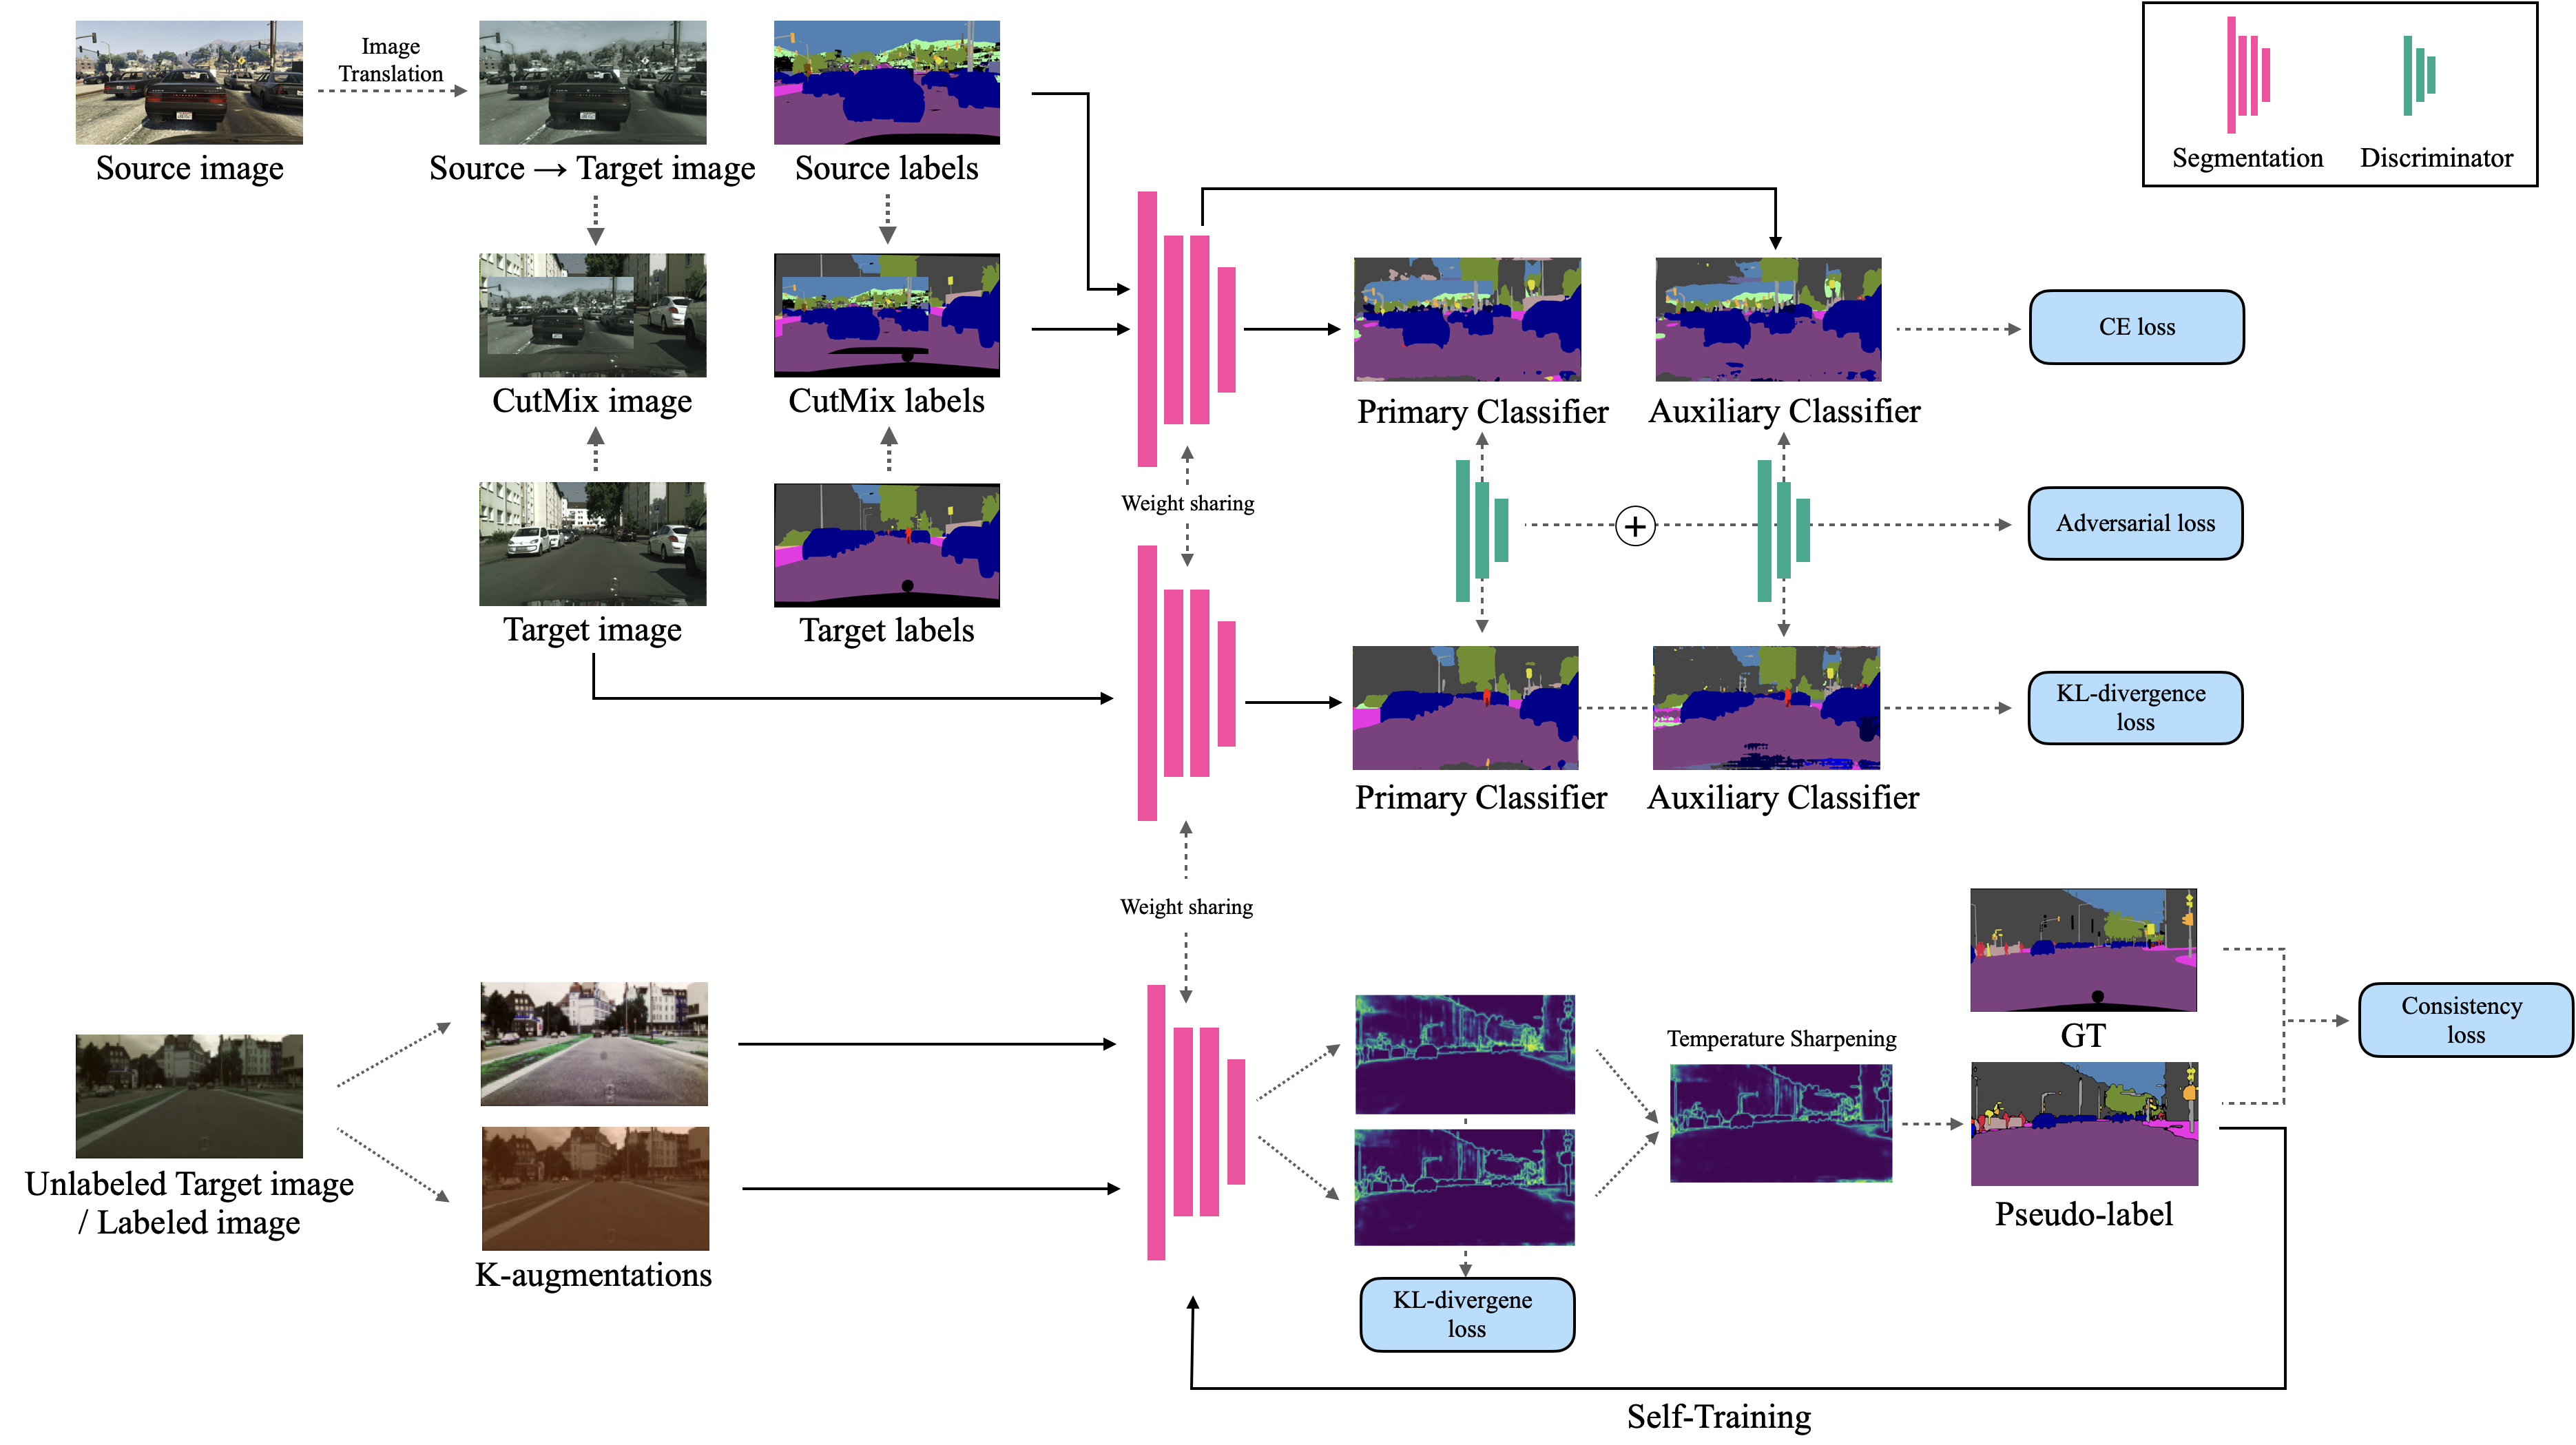 Image
Translation
Source image
Source → Target image
Source labels
Segmentation
Discriminator
CutMix image
CutMix labels
Primary Classifier
Auxiliary Classifier
CE loss
Weight sharing
Adversarial loss
Target image
Target labels
KL-divergence
loss
Primary Classifier
Auxiliary Classifier
Weight sharing
Unlabeled Target image
/ Labeled image
K-augmentations
Temperature Sharpening
GT
Pseudo-label
Consistency
loss
KL-divergene
loss
Self-Training